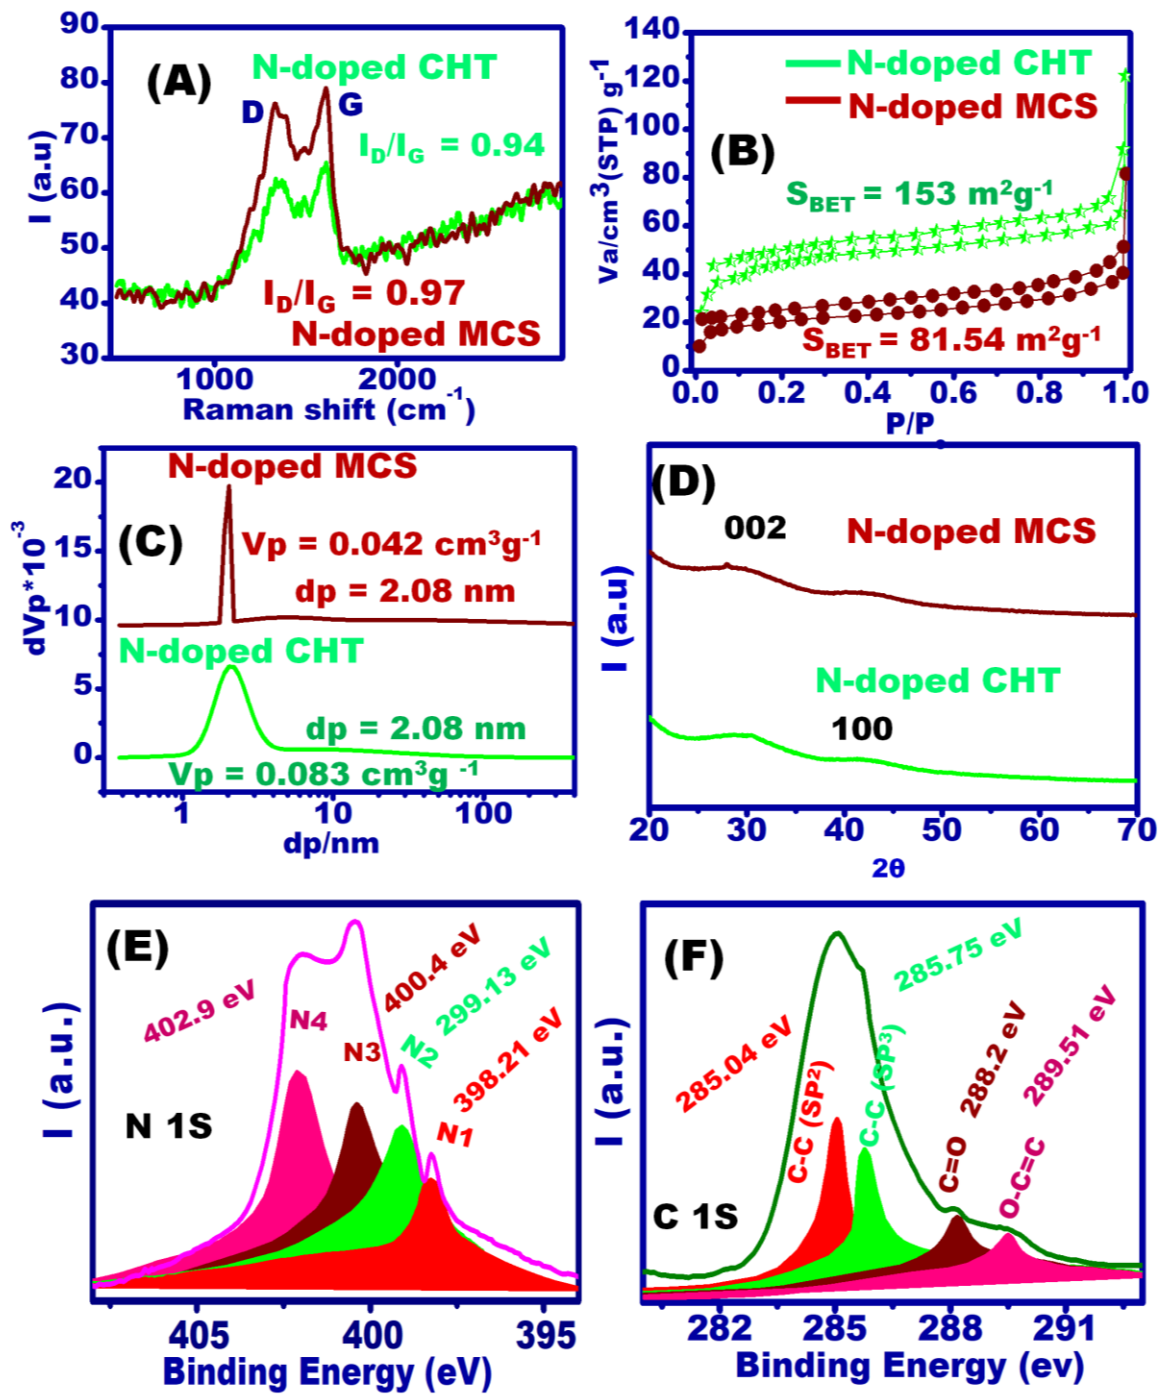 90
80
70
60
50
40
30
I (a.u)
(A)
N-doped CHT
D
G
I_D/I_G = 0.94
I_D/I_G = 0.97
N-doped MCS
1000
2000
Raman shift (cm⁻¹)
140
120
100
80
60
40
20
0
Va/cm³(STP) g⁻¹
N-doped CHT
N-doped MCS
(B)
S_BET = 153 m²g⁻¹
S_BET = 81.54 m²g⁻¹
0.0
0.2
0.4
0.6
0.8
1.0
P/P
20
15
10
5
0
dVp*10⁻³
N-doped MCS
(C)
Vp = 0.042 cm³g⁻¹
dp = 2.08 nm
N-doped CHT
dp = 2.08 nm
Vp = 0.083 cm³g ⁻¹
1
10
100
dp/nm
I (a.u)
(D)
002
N-doped MCS
N-doped CHT
100
20
30
40
50
60
70
2θ
I (a.u.)
(E)
402.9 eV
N4
400.4 eV
N3
299.13 eV
N2
398.21 eV
N1
N 1S
405
400
395
Binding Energy (eV)
I (a.u.)
(F)
285.75 eV
285.04 eV
C-C (SP²)
C-C (SP³)
C=O 288.2 eV
O-C=C 289.51 eV
C 1S
282
285
288
291
Binding Energy (ev)